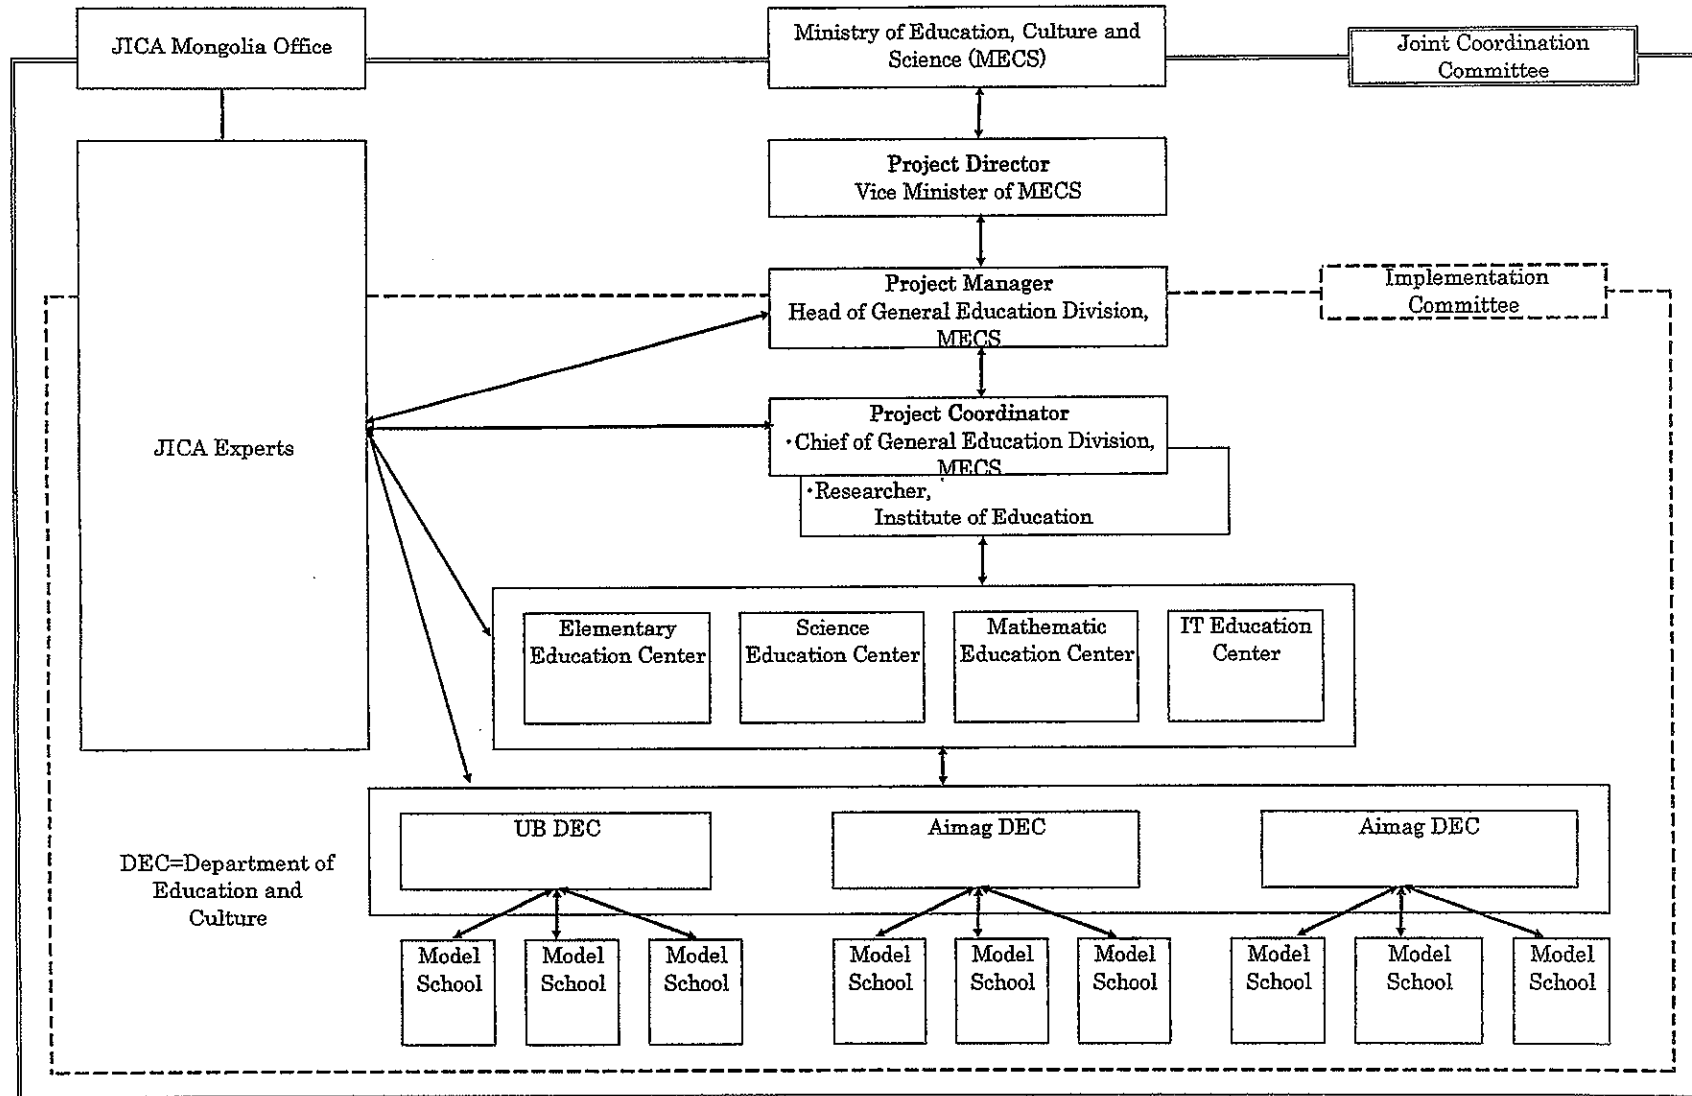 JICA Mongolia Office
Ministry of Education, Culture and
Science (MECS)
Joint Coordination
Committee
Project Director
Vice Minister of MECS
Project Manager
Head of General Education Division,
MECS
Implementation
Committee
JICA Experts
Project Coordinator
・Chief of General Education Division,
MECS
・Researcher,
Institute of Education
Elementary
Education Center
Science
Education Center
Mathematic
Education Center
IT Education
Center
UB DEC
Aimag DEC
Aimag DEC
DEC=Department of
Education and
Culture
Model
School
Model
School
Model
School
Model
School
Model
School
Model
School
Model
School
Model
School
Model
School